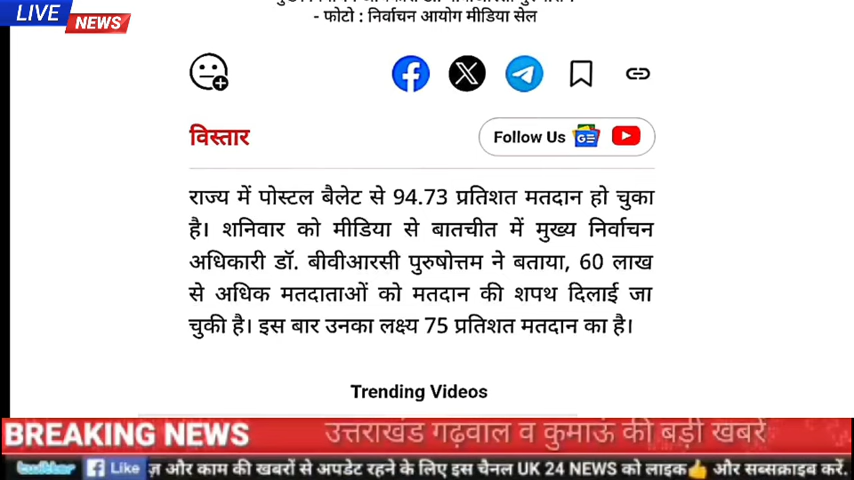 LIVE
NEWS
- फोटो : निर्वाचन आयोग मीडिया सेल
विस्तार
Follow Us
राज्य में पोस्टल बैलेट से 94.73 प्रतिशत मतदान हो चुका
है। शनिवार को मीडिया से बातचीत में मुख्य निर्वाचन
अधिकारी डॉ. बीवीआरसी पुरुषोत्तम ने बताया, 60 लाख
से अधिक मतदाताओं को मतदान की शपथ दिलाई जा
चुकी है। इस बार उनका लक्ष्य 75 प्रतिशत मतदान का है।
Trending Videos
BREAKING NEWS
उत्तराखंड गढ़वाल व कुमाऊं की बड़ी खबरें
twitter
Like
और काम की खबरों से अपडेट रहने के लिए इस चैनल UK 24 NEWS को लाइक👍 और सब्सक्राइब करें.